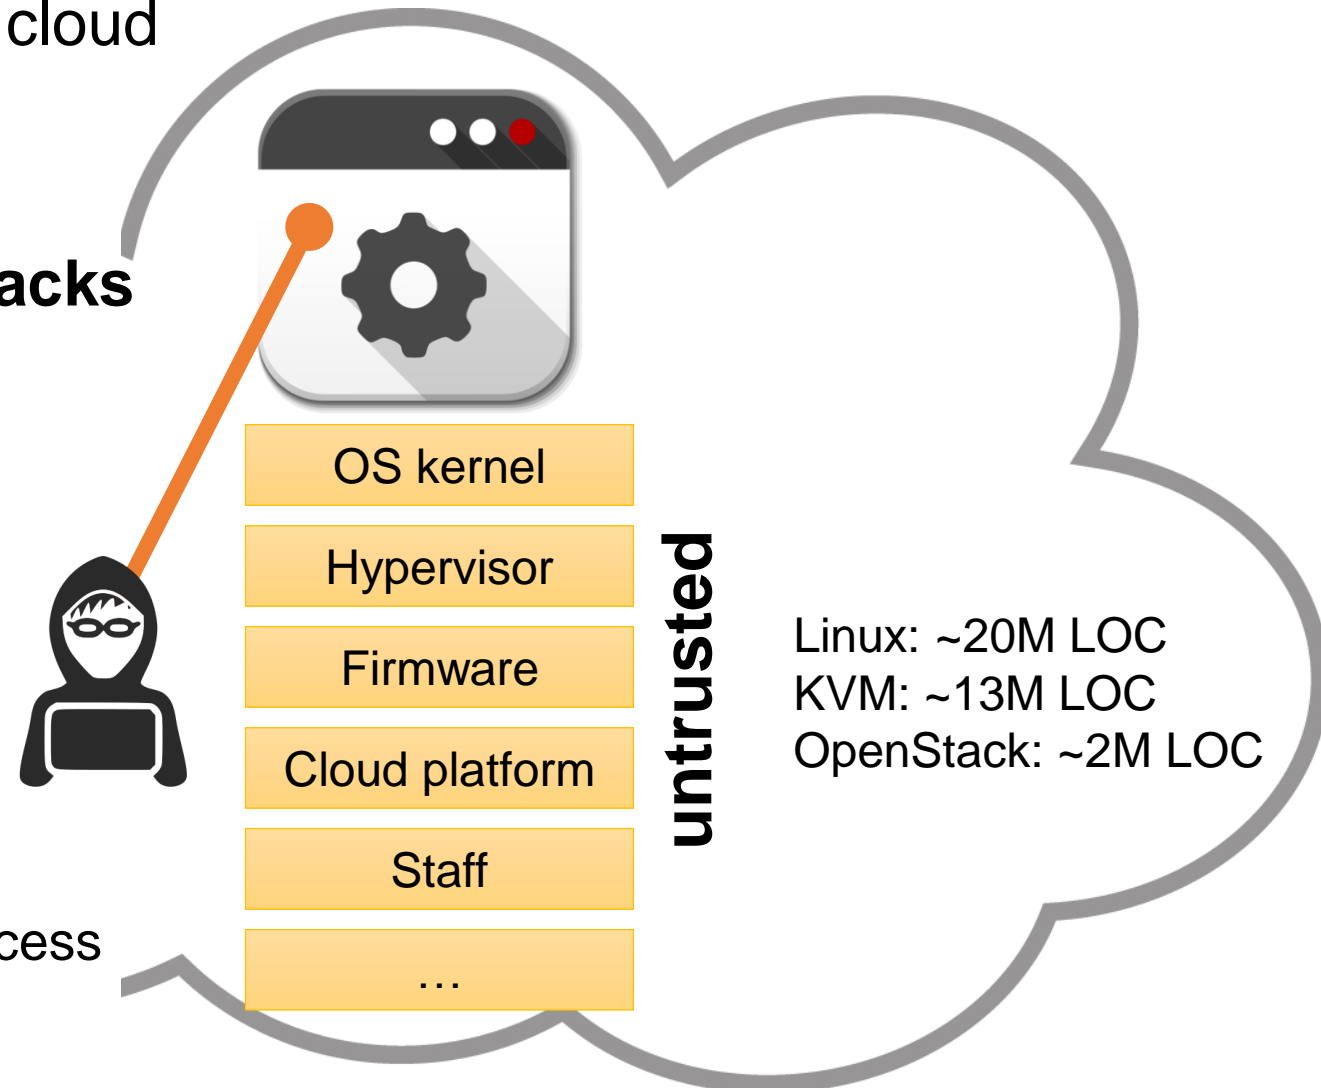 cloud
acks
OS kernel
Hypervisor
Firmware
Cloud platform
Staff
…
untrusted
Linux: ~20M LOC
KVM: ~13M LOC
OpenStack: ~2M LOC
cess